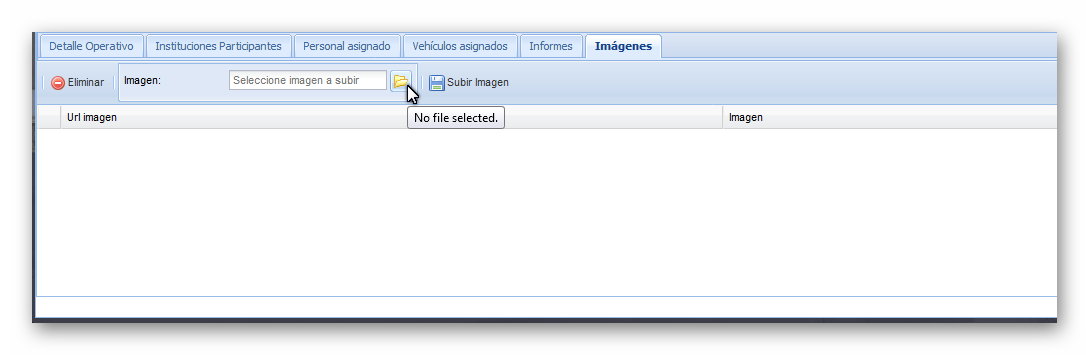 Detalle Operativo Instituciones Participantes Personal asignado Vehículos asignados Informes Imágenes
Eliminar Imagen: Seleccione imagen a subir Subir Imagen
No file selected.
Url imagen Imagen